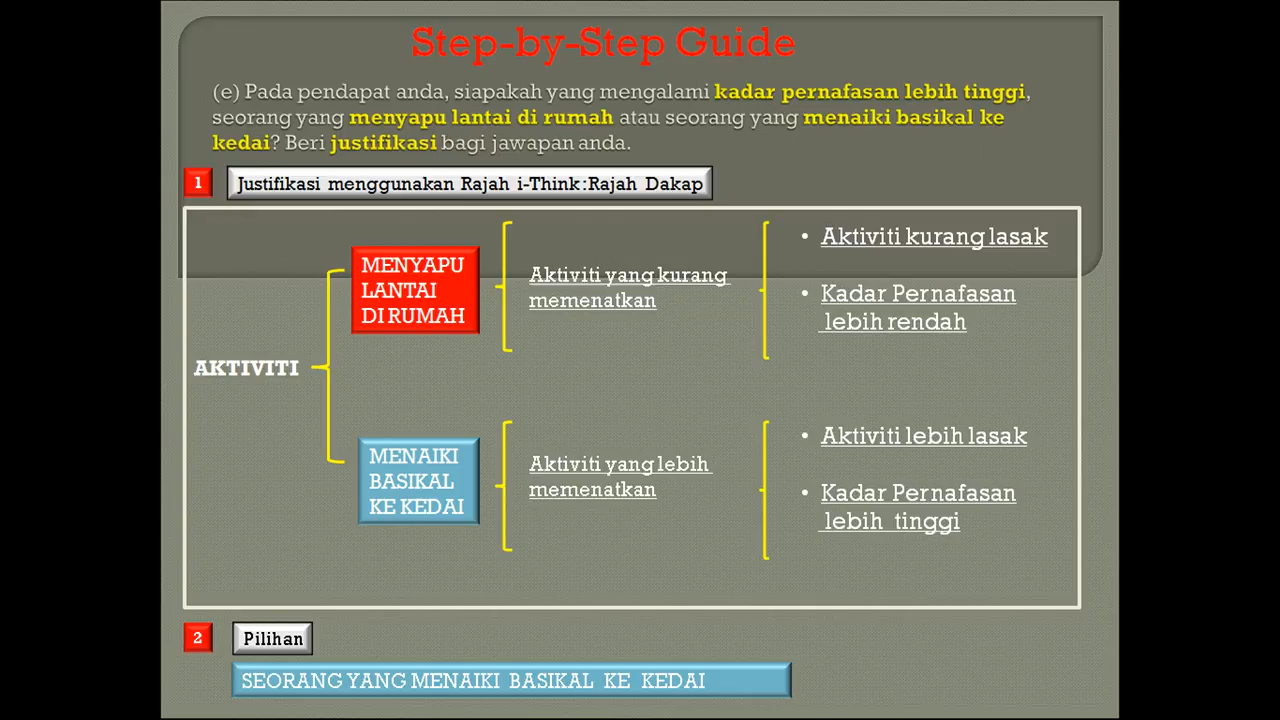 Step-by-Step Guide
(e) Pada pendapat anda, siapakah yang mengalami kadar pernafasan lebih tinggi,
seorang yang menyapu lantai di rumah atau seorang yang menaiki basikal ke
kedai? Beri justifikasi bagi jawapan anda.
1
Justifikasi menggunakan Rajah i-Think:Rajah Dakap
AKTIVITI
MENYAPU
LANTAI
DI RUMAH
Aktiviti yang kurang
memenatkan
• Aktiviti kurang lasak
• Kadar Pernafasan
lebih rendah
MENAIKI
BASIKAL
KE KEDAI
Aktiviti yang lebih
memenatkan
• Aktiviti lebih lasak
• Kadar Pernafasan
lebih tinggi
2
Pilihan
SEORANG YANG MENAIKI BASIKAL KE KEDAI